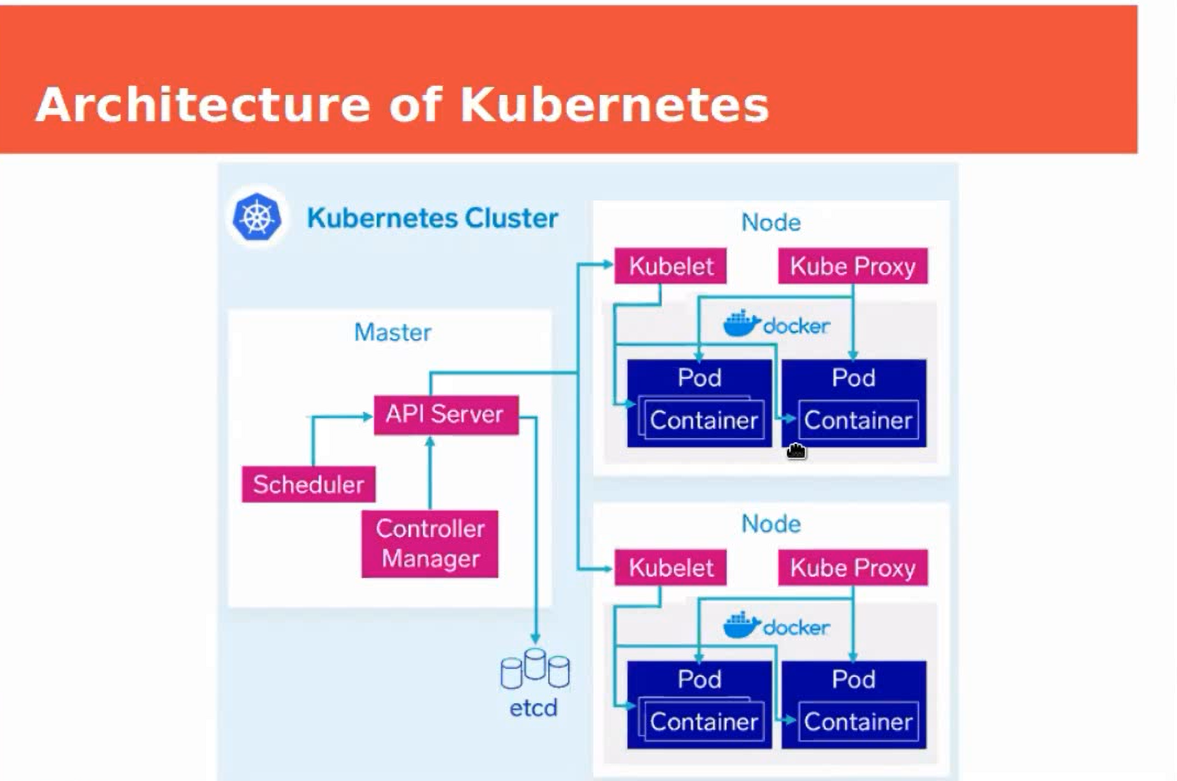 Architecture of Kubernetes
Kubernetes Cluster
Master
API Server
Scheduler
Controller
Manager
etcd
Node
Kubelet
Kube Proxy
docker
Pod
Container
Pod
Container
Node
Kubelet
Kube Proxy
docker
Pod
Container
Pod
Container